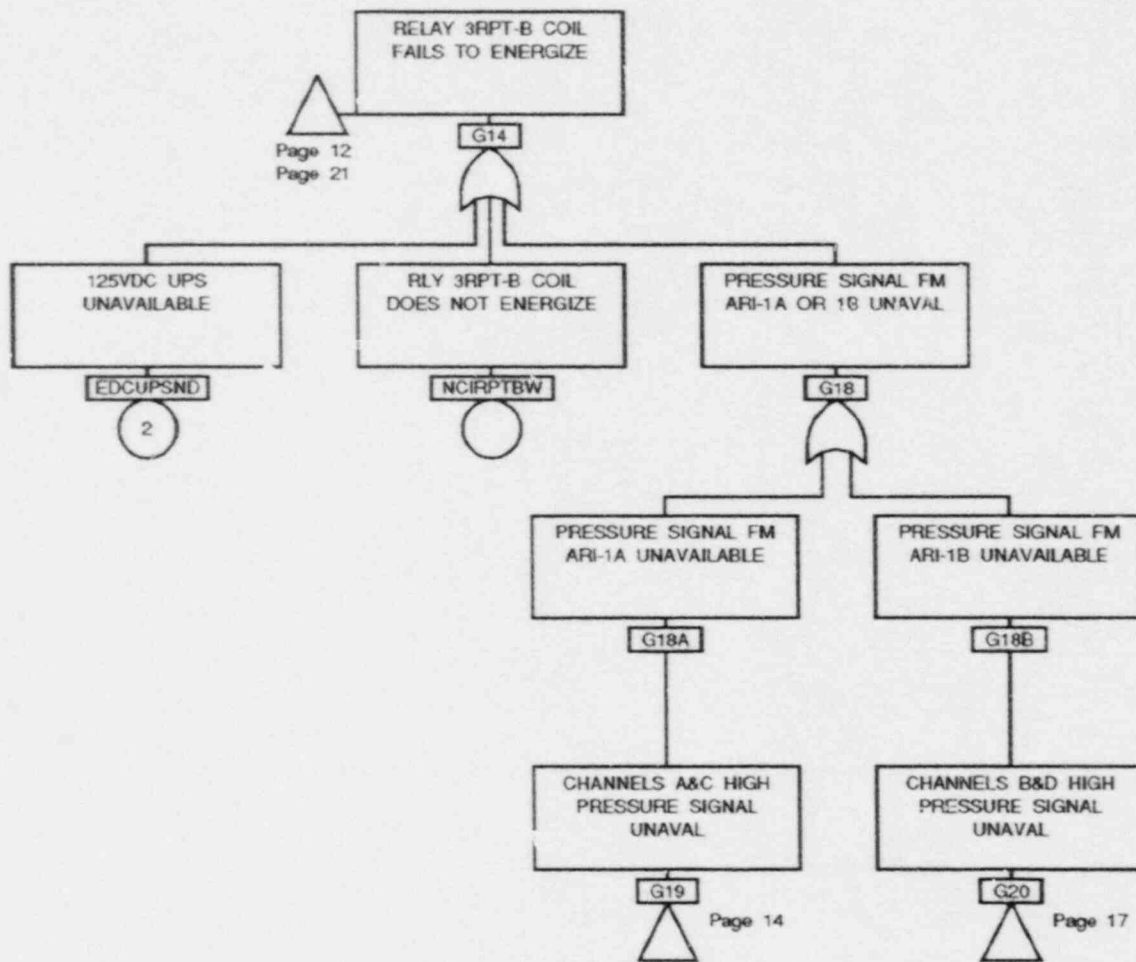 RELAY 3RPT-B COIL
FAILS TO ENERGIZE
Page 12
Page 21
G14
125VDC UPS
UNAVAILABLE
RLY 3RPT-B COIL
DOES NOT ENERGIZE
PRESSURE SIGNAL FM
ARI-1A OR 1B UNAVAL
EDCUPSND
NCIRPTBW
G18
2
PRESSURE SIGNAL FM
ARI-1A UNAVAILABLE
PRESSURE SIGNAL FM
ARI-1B UNAVAILABLE
G18A
G18B
CHANNELS A&C HIGH
PRESSURE SIGNAL
UNAVAL
CHANNELS B&D HIGH
PRESSURE SIGNAL
UNAVAL
G19
Page 14
G20
Page 17